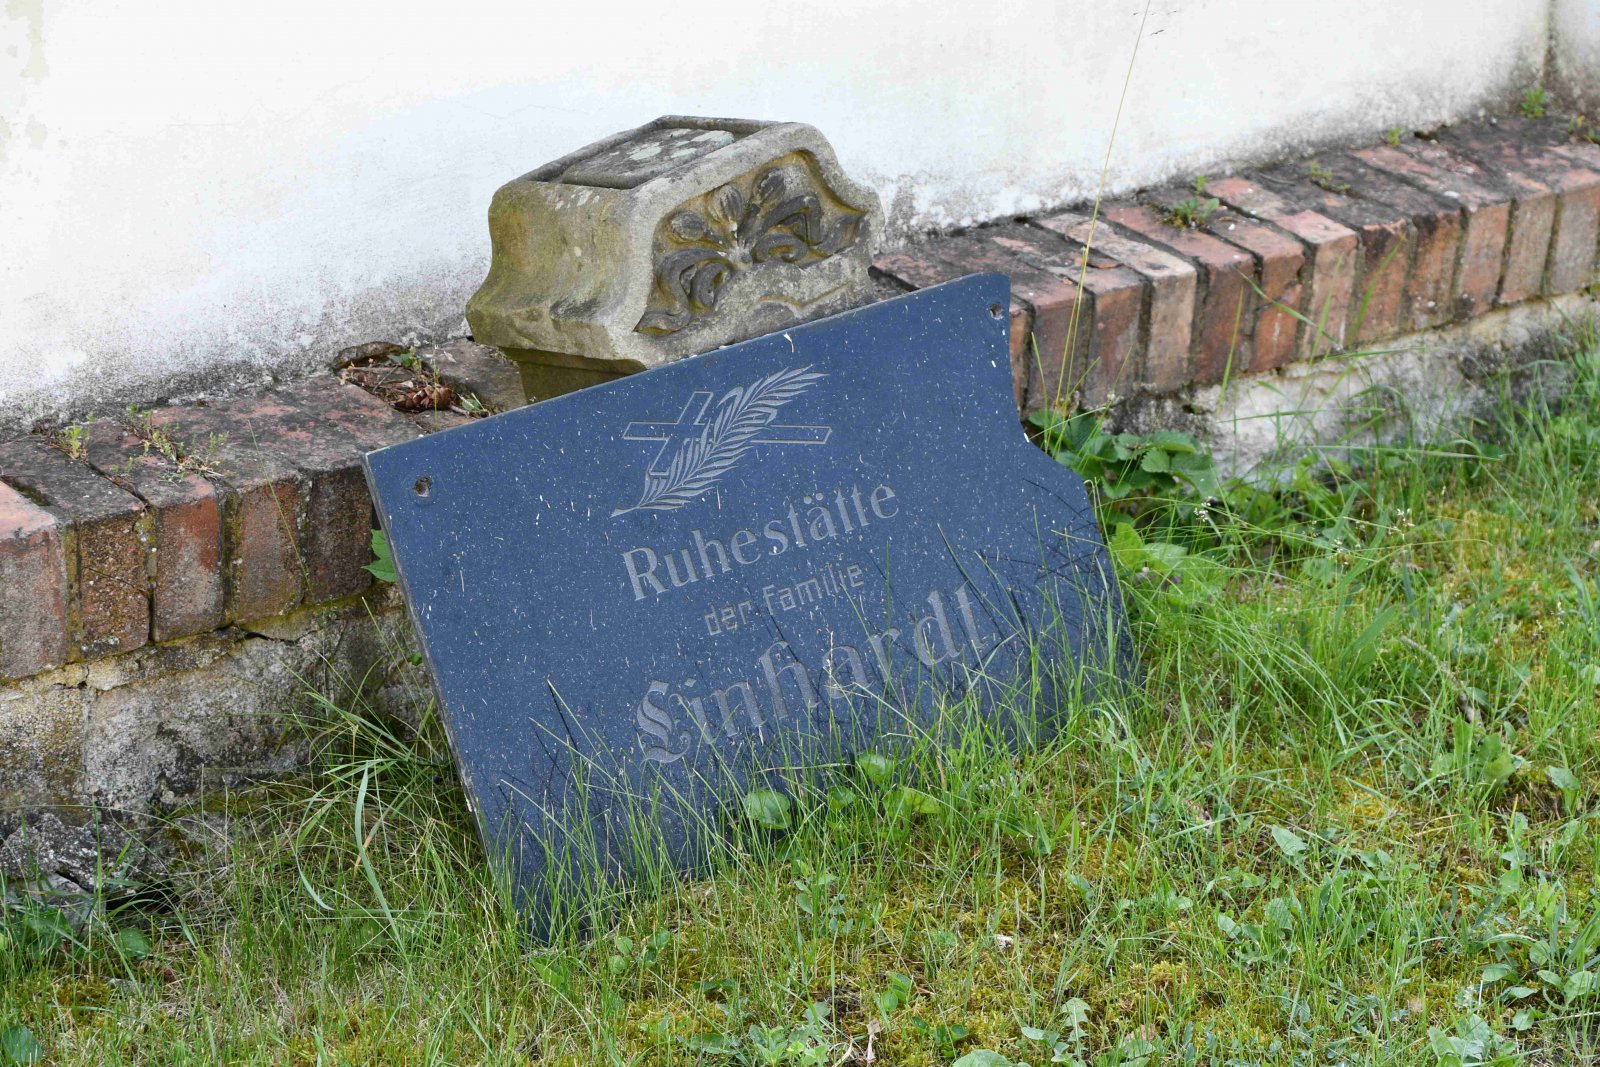 Ruhestätte
der Familie
Linhardt